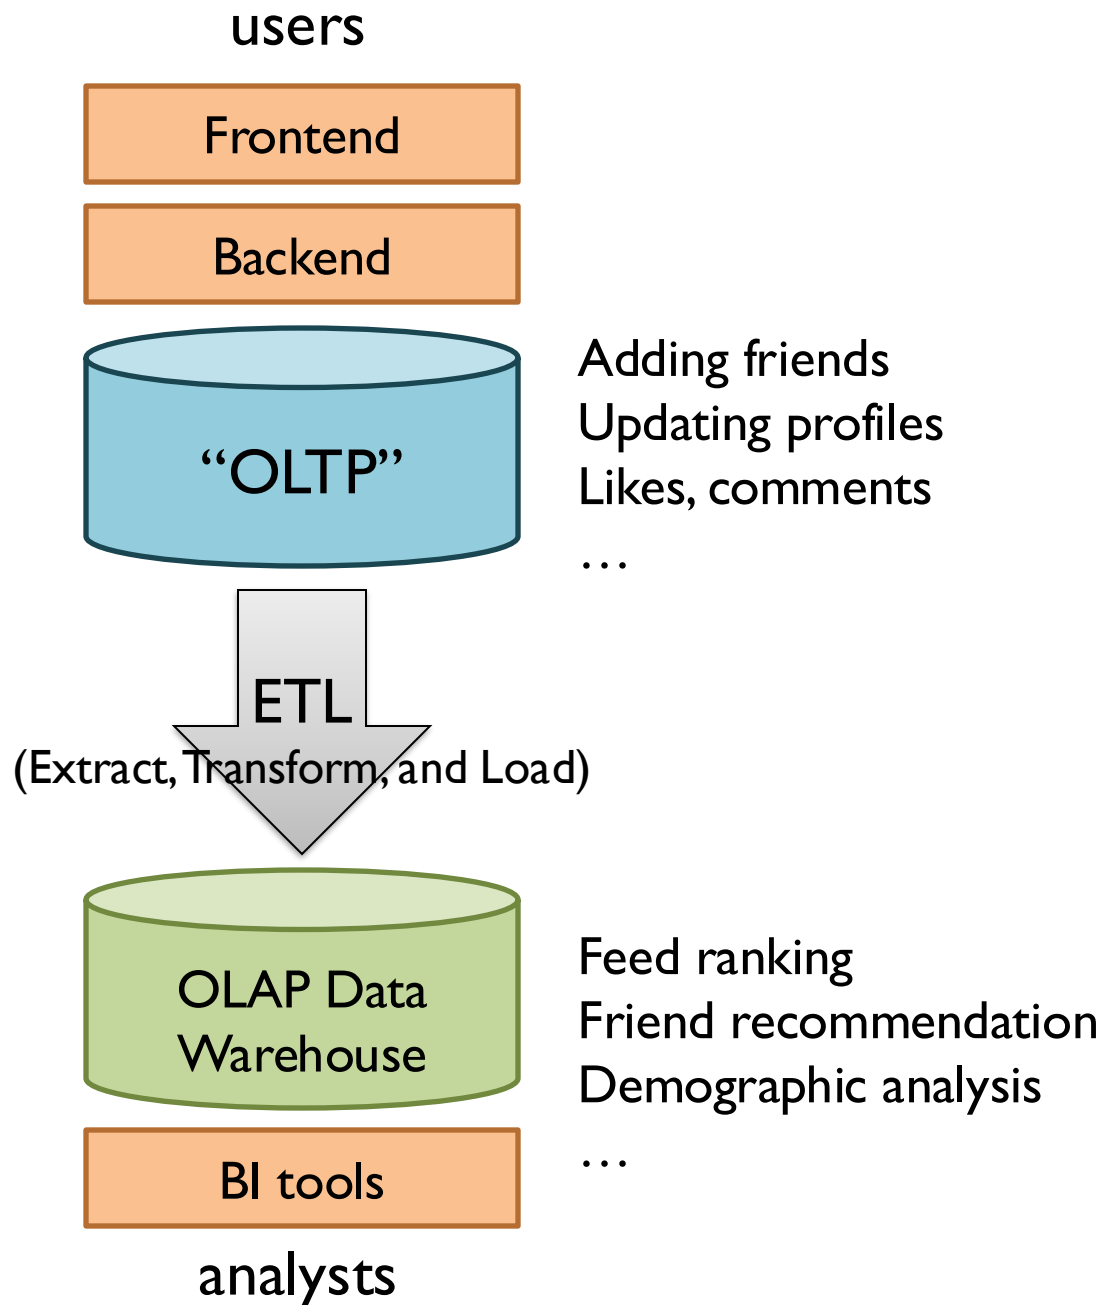 users
Frontend
Backend
“OLTP”
Adding friends
Updating profiles
Likes, comments
…
ETL
(Extract, Transform, and Load)
OLAP Data
Warehouse
Feed ranking
Friend recommendation
Demographic analysis
…
BI tools
analysts